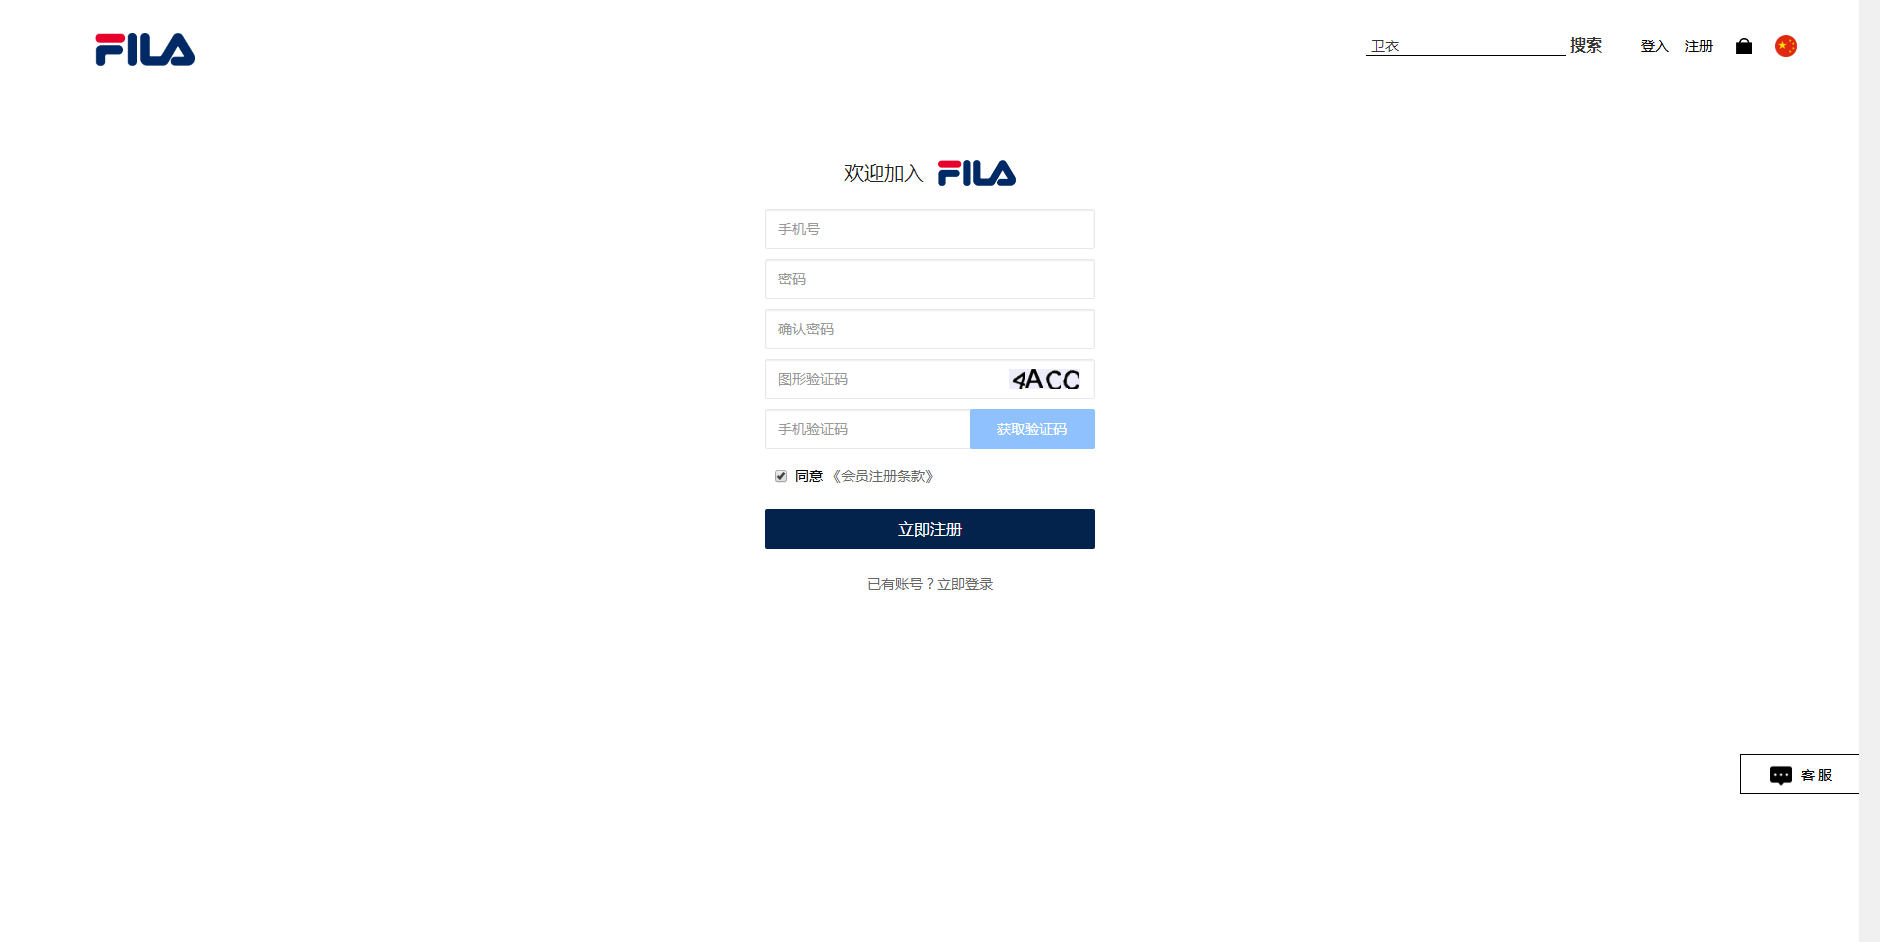 FILA
卫衣 搜索 登入 注册
欢迎加入 FILA
手机号
密码
确认密码
图形验证码 4ACC
手机验证码 获取验证码
同意 《会员注册条款》
立即注册
已有账号？立即登录
客服